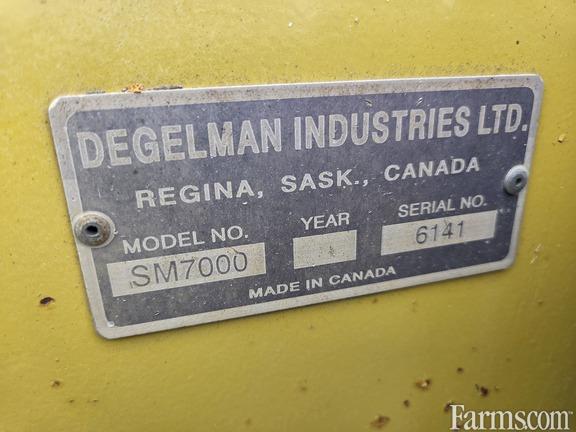 DEGELMAN INDUSTRIES LTD.
REGINA, SASK., CANADA
MODEL NO. YEAR SERIAL NO.
SM7000 6141
MADE IN CANADA
Farms.com